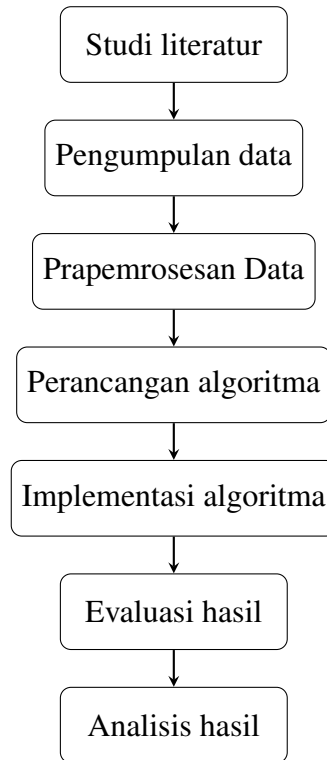 Studi literatur
Pengumpulan data
Prapemrosesan Data
Perancangan algoritma
Implementasi algoritma
Evaluasi hasil
Analisis hasil